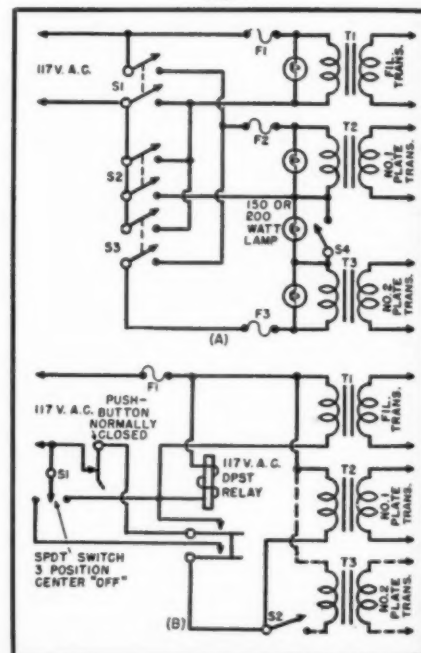 F1
T1
FIL.
TRANS.
117 V. A.C.
S1
F2
T2
NO. 1
PLATE
TRANS.
S2
150 OR
200
WATT
LAMP
S3
S4
T3
NO. 2
PLATE
TRANS.
F3
(A)
F1
T1
FIL.
TRANS.
PUSH-
BUTTON
117 V. A.C. NORMALLY
CLOSED
S1
117 V. A.C.
DPST
RELAY
T2
NO. 1
PLATE
TRANS.
SPDT SWITCH
3 POSITION
CENTER "OFF"
(B)
S2
T3
NO. 2
PLATE
TRANS.